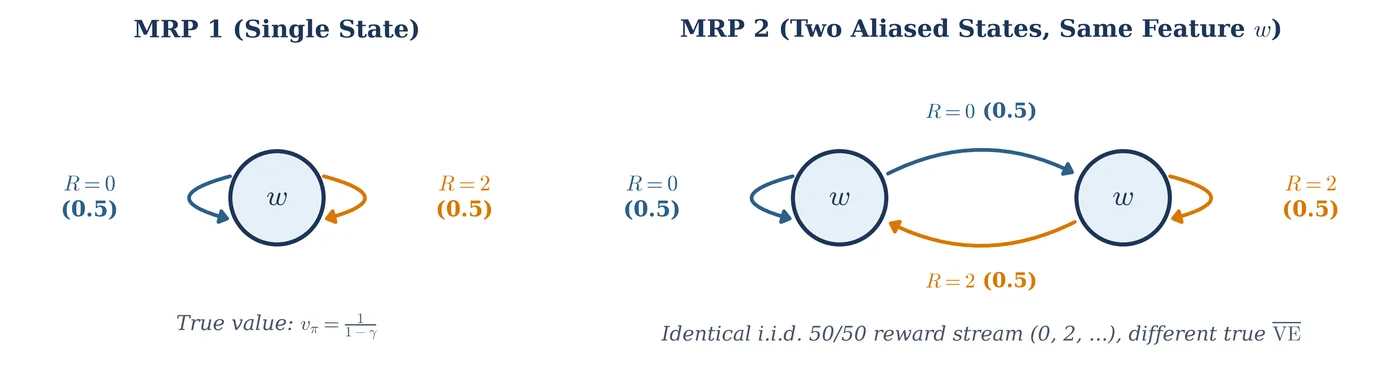 MRP 1 (Single State)
R = 0
(0.5)
w
R = 2
(0.5)
True value: v_π = 1/(1 − γ)
MRP 2 (Two Aliased States, Same Feature w)
R = 0 (0.5)
R = 0
(0.5)
w
w
R = 2
(0.5)
R = 2 (0.5)
Identical i.i.d. 50/50 reward stream (0, 2, ...), different true V̅E̅